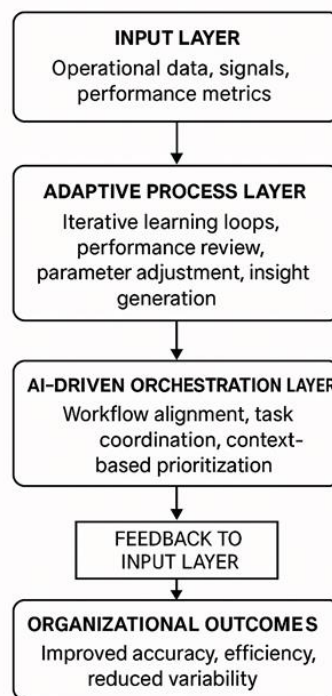 INPUT LAYER
Operational data, signals,
performance metrics
ADAPTIVE PROCESS LAYER
Iterative learning loops,
performance review,
parameter adjustment, insight
generation
AI-DRIVEN ORCHESTRATION LAYER
Workflow alignment, task
coordination, context-
based prioritization
FEEDBACK TO
INPUT LAYER
ORGANIZATIONAL OUTCOMES
Improved accuracy, efficiency,
reduced variability